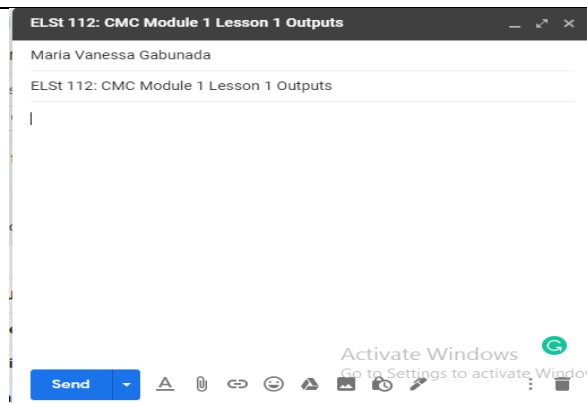 ELSt 112: CMC Module 1 Lesson 1 Outputs
Maria Vanessa Gabunada
ELSt 112: CMC Module 1 Lesson 1 Outputs
Activate Windows
Go to Settings to activate Windo
Send